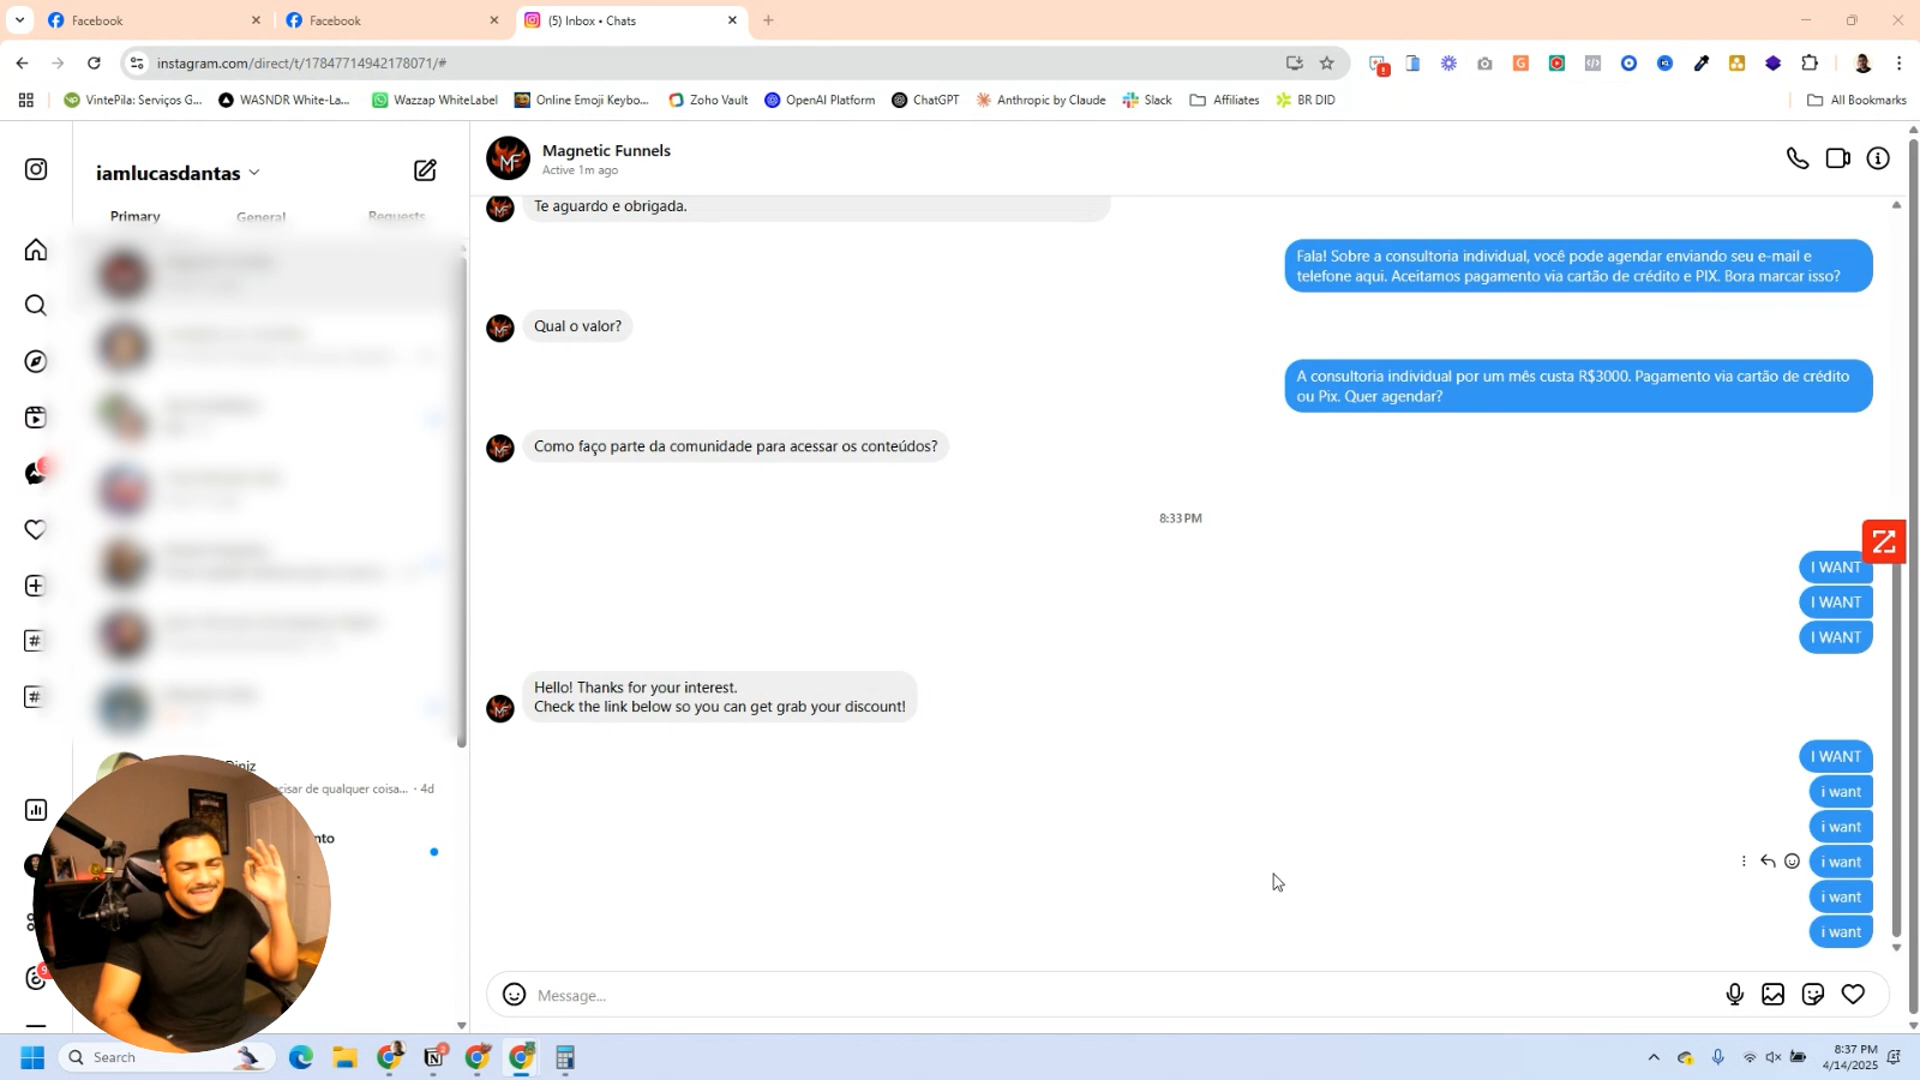 Facebook
Facebook
(5) Inbox • Chats
instagram.com/direct/t/17847714942178071/#
VintePila: Serviços G...
WASNDR White-La...
Wazzap WhiteLabel
Online Emoji Keybo...
Zoho Vault
OpenAI Platform
ChatGPT
Anthropic by Claude
Slack
Affiliates
BR DID
All Bookmarks
iamlucasdantas
Primary
General
Requests
Diniz
cisar de qualquer coisa... · 4d
nto
Magnetic Funnels
Active 1m ago
Te aguardo e obrigada.
Fala! Sobre a consultoria individual, você pode agendar enviando seu e-mail e
telefone aqui. Aceitamos pagamento via cartão de crédito e PIX. Bora marcar isso?
Qual o valor?
A consultoria individual por um mês custa R$3000. Pagamento via cartão de crédito
ou Pix. Quer agendar?
Como faço parte da comunidade para acessar os conteúdos?
8:33 PM
I WANT
I WANT
I WANT
Hello! Thanks for your interest.
Check the link below so you can get grab your discount!
I WANT
i want
i want
i want
i want
i want
Message...
Search
8:37 PM
4/14/2025